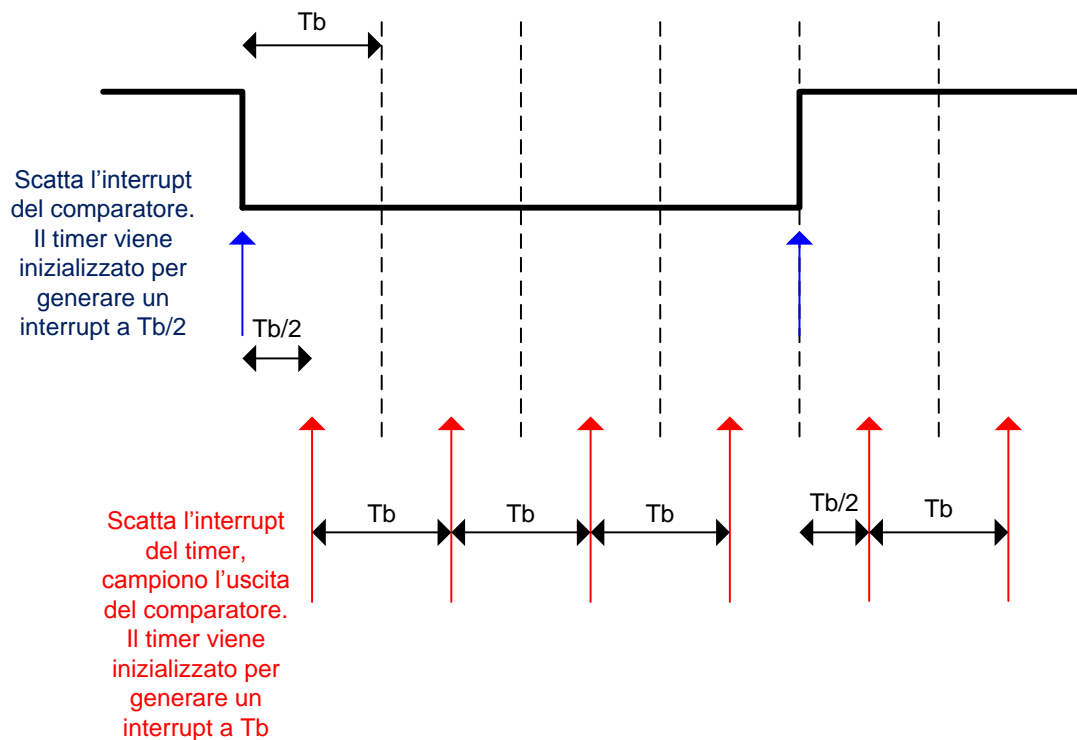 Tb
Scatta l'interrupt
del comparatore.
Il timer viene
inizializzato per
generare un
interrupt a Tb/2
Tb/2
Tb
Tb
Tb
Tb/2
Tb
Scatta l'interrupt
del timer,
campiono l'uscita
del comparatore.
Il timer viene
inizializzato per
generare un
interrupt a Tb